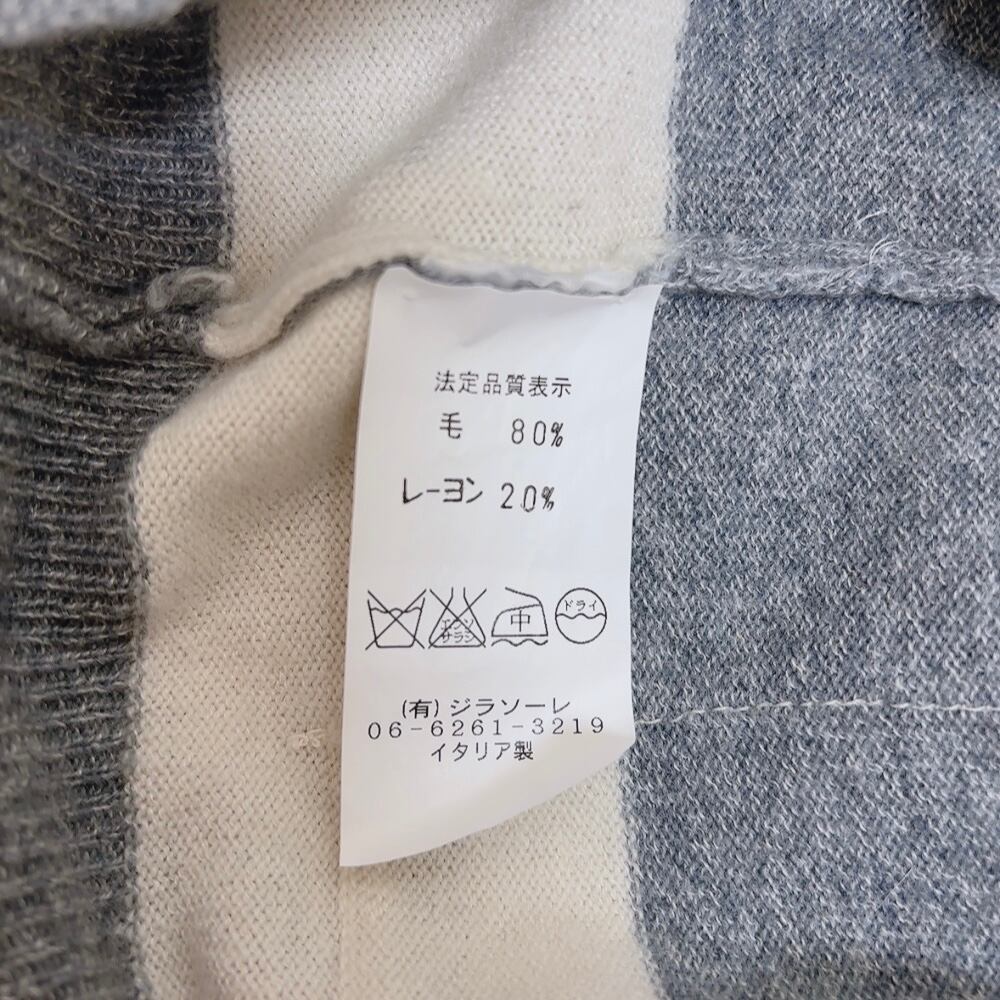 法定品質表示
毛 80%
レーヨン 20%
エンソ
サラシ
中
ドライ
(有) ジラソーレ
06-6261-3219
イタリア製